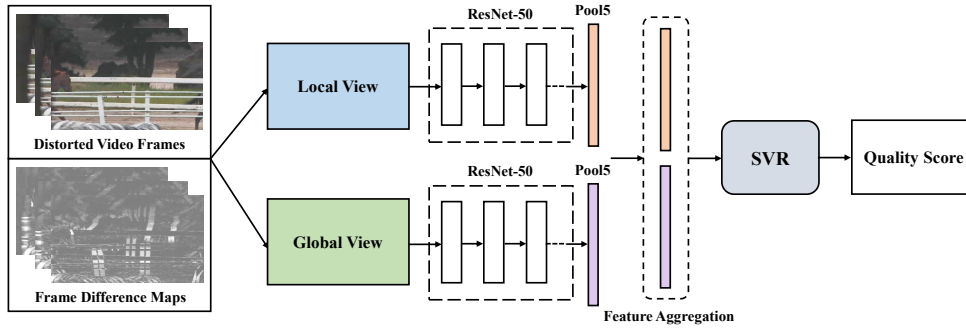 Distorted Video Frames
Frame Difference Maps
Local View
Global View
ResNet-50
Pool5
ResNet-50
Pool5
Feature Aggregation
SVR
Quality Score